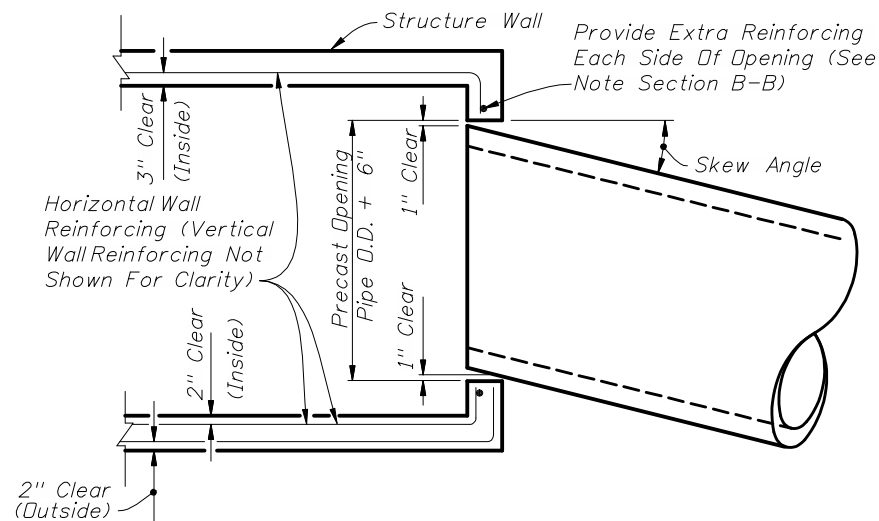 Structure Wall
Provide Extra Reinforcing
Each Side Of Opening (See
Note Section B-B)
3" Clear
(Inside)
Skew Angle
1" Clear
Precast Opening
Pipe O.D. + 6"
Horizontal Wall
Reinforcing (Vertical
Wall Reinforcing Not
Shown For Clarity)
1" Clear
2" Clear
(Inside)
2" Clear
(Outside)